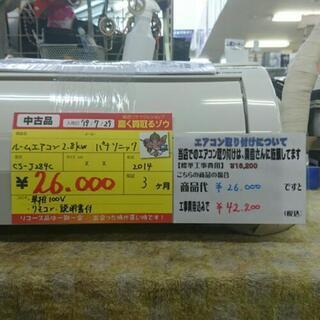 中古品
入荷日 '19.7/27
高く買取るゾウ
ルームエアコン2.8kw パナソニック
CS-J284C
2014
¥26.000
3ヶ月
単相100V
・リモコン・説明書付
エアコン取り付けについて
当店でのエアコン取り付けは、業者さんに依頼してます
【標準工事費用】¥16,200
こちらの商品の場合
商品代 ¥26.000 ですと
工事費込みで ¥42.200
(税込)